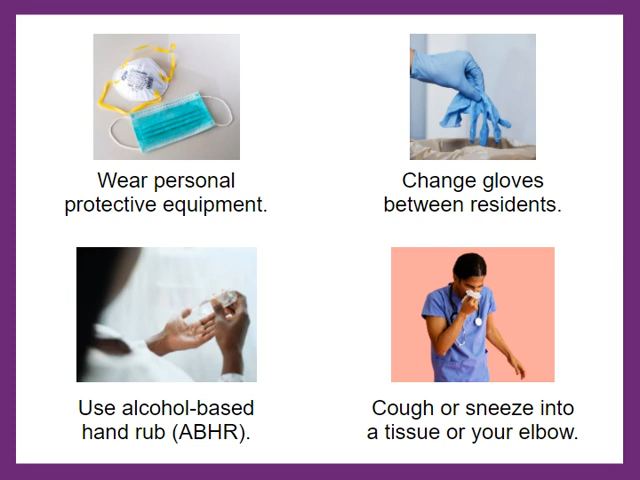 Wear personal
protective equipment.
Change gloves
between residents.
Use alcohol-based
hand rub (ABHR).
Cough or sneeze into
a tissue or your elbow.